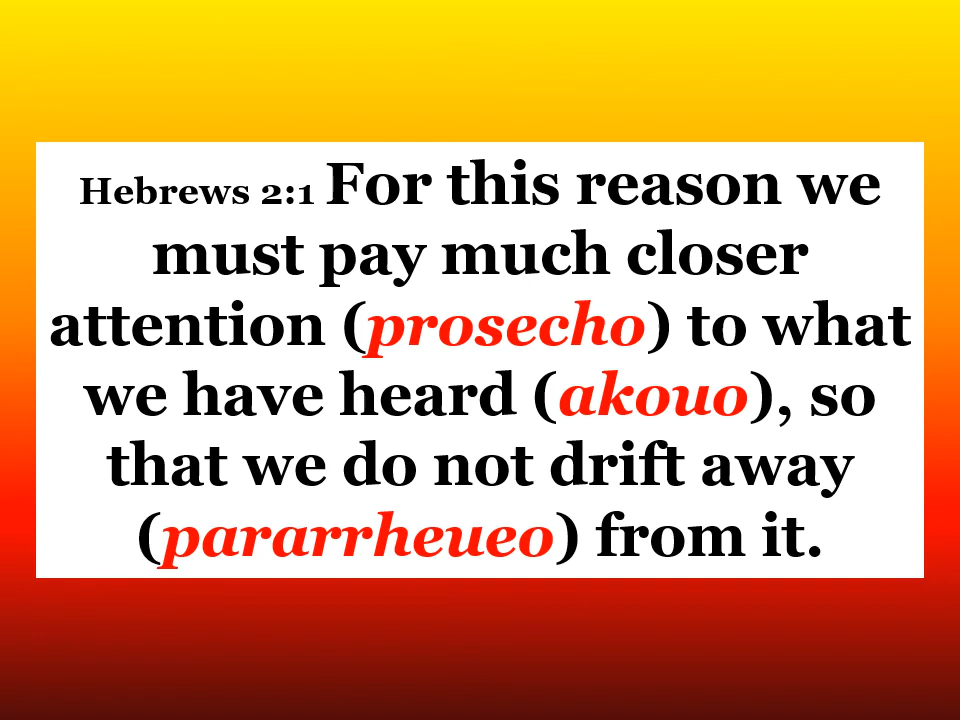 Hebrews 2:1 For this reason we
must pay much closer
attention (prosecho) to what
we have heard (akouo), so
that we do not drift away
(pararrheueo) from it.